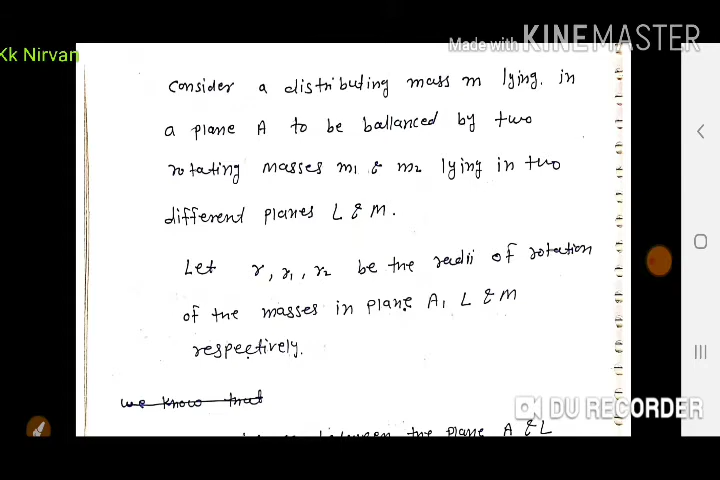 Made with KINEMASTER
Kk Nirvan
Consider a distributing mass m lying in
a plane A to be ballanced by two
rotating masses m1 & m2 lying in two
different planes L & M.
Let r, r1, r2 be the radii of rotation
of the masses in plane A, L & M
respectively.
we know that
DU RECORDER
between the plane A & L